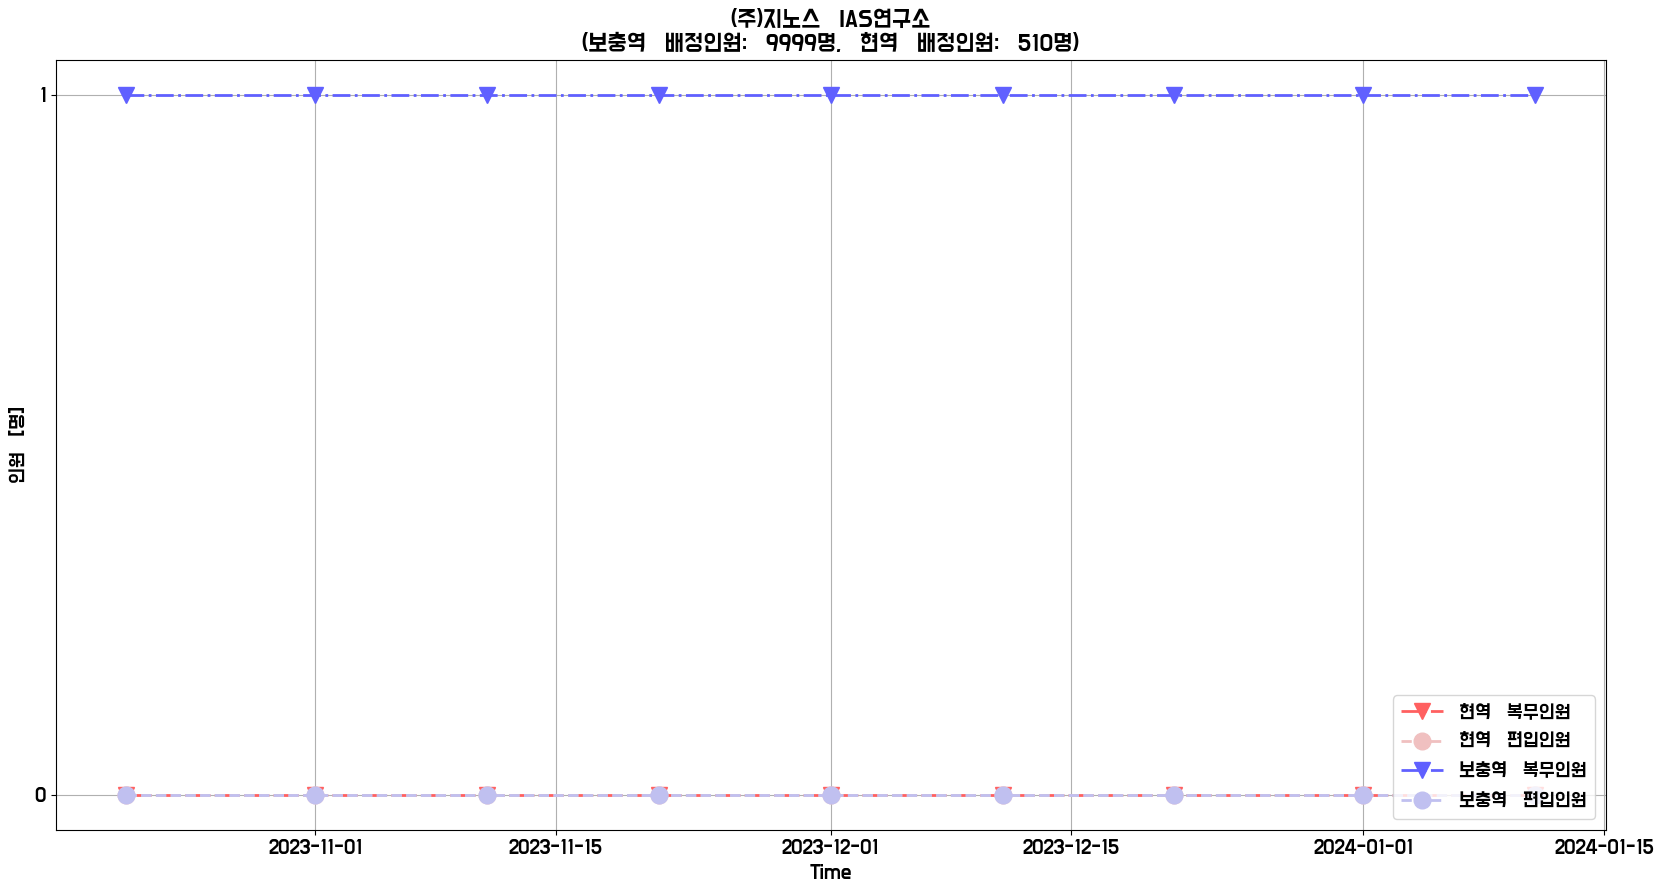 (주)지노스 IAS연구소
(보충역 배정인원: 9999명, 현역 배정인원: 510명)
1
0
인원 [명]
2023-11-01
2023-11-15
2023-12-01
2023-12-15
2024-01-01
2024-01-15
Time
현역 복무인원
현역 편입인원
보충역 복무인원
보충역 편입인원